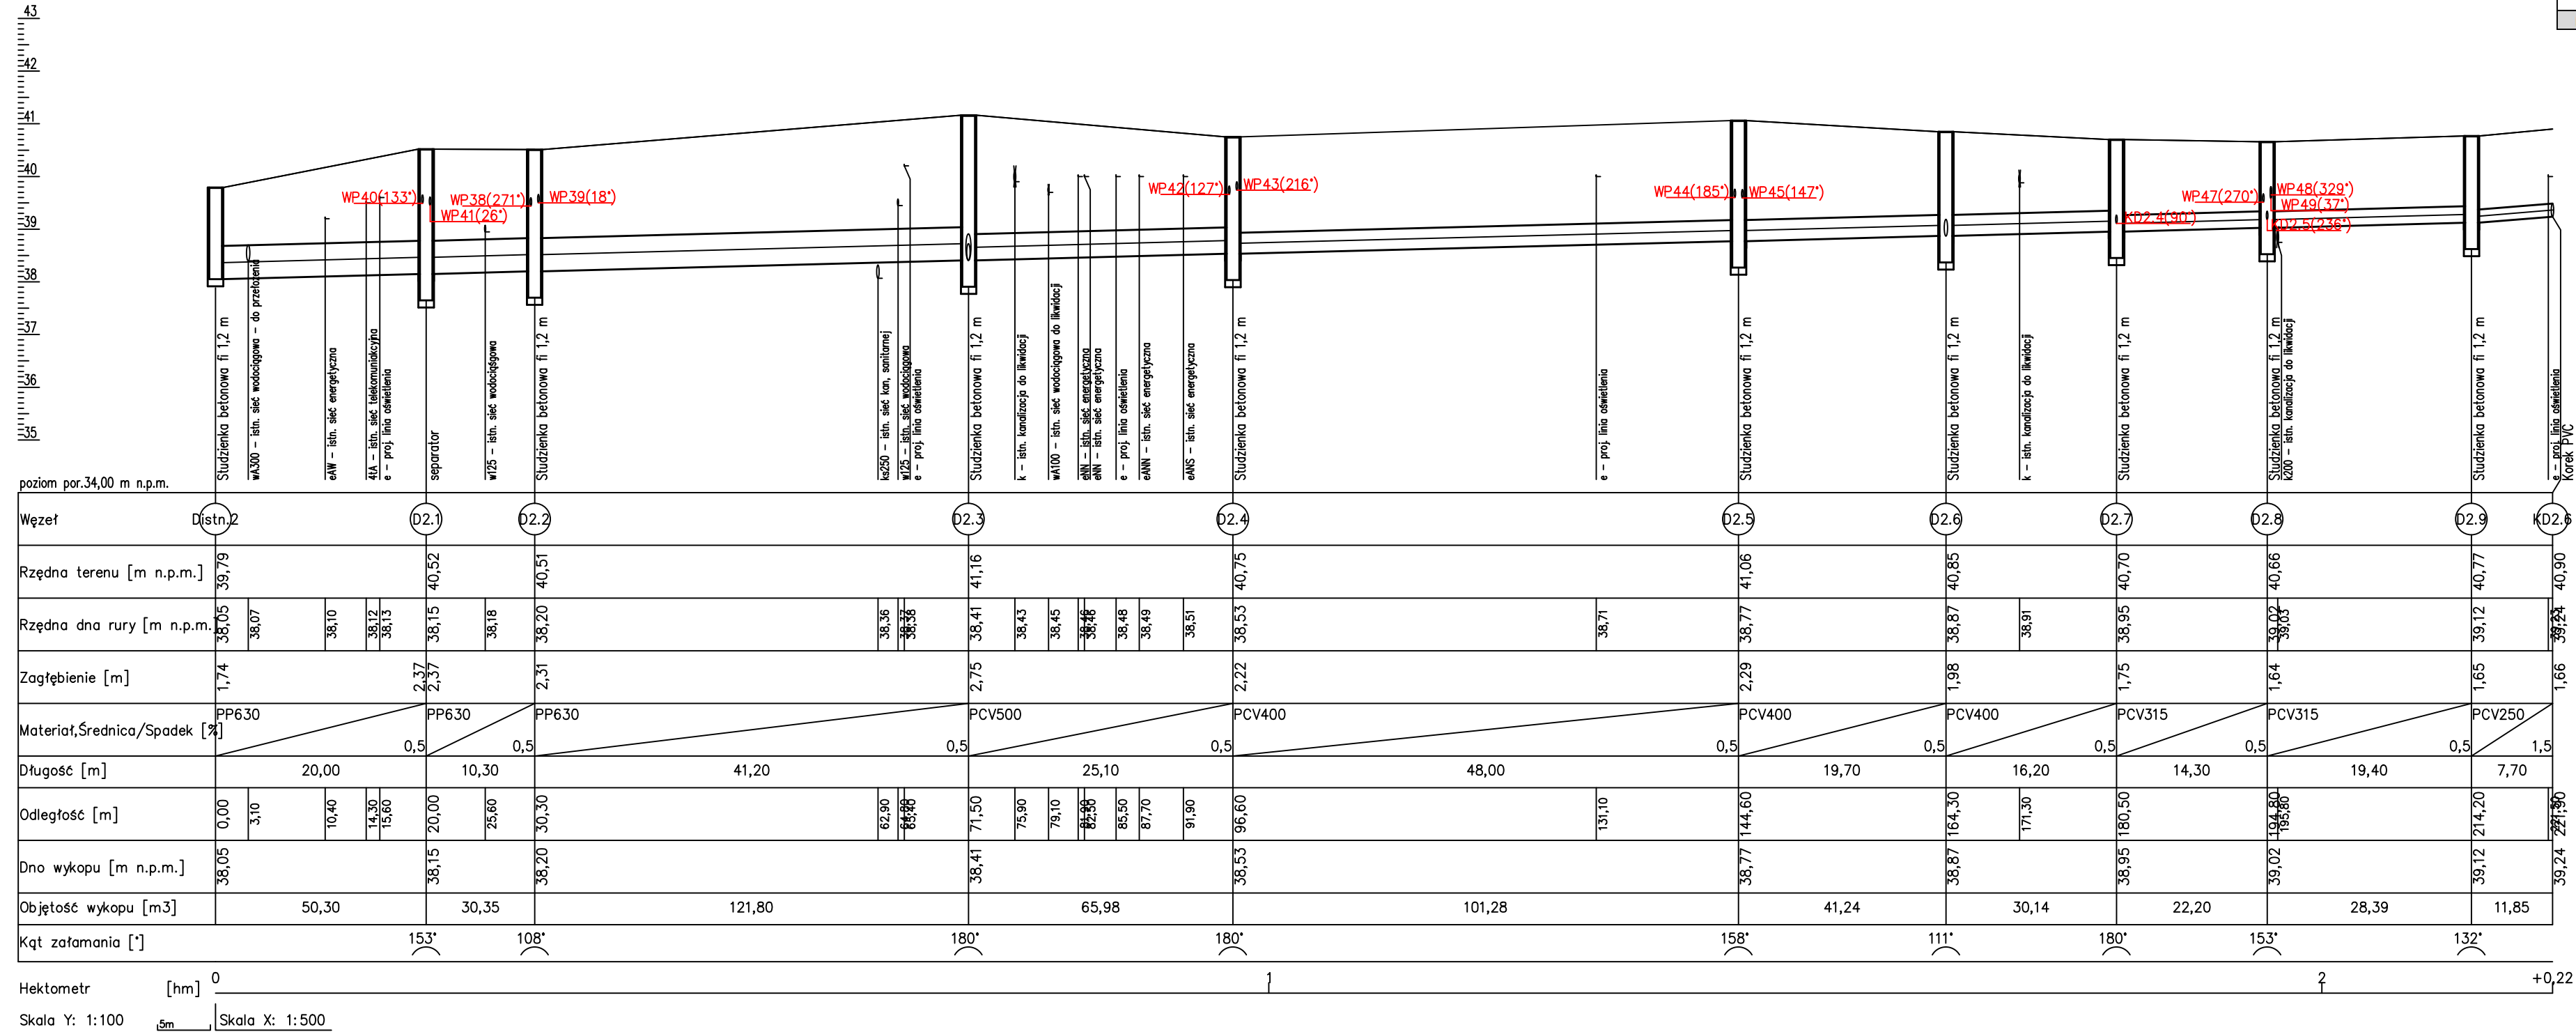 43
42
41
40
39
38
37
36
35
WP40(133°)
WP41(26°)
WP38(271°)
WP39(18°)
WP42(127°)
WP43(216°)
WP44(185°)
WP45(147°)
KD2.4(90°)
WP47(270°)
WP48(329°)
WP49(37°)
KD2.5(236°)
Studzienka betonowa fi 1,2 m
wA300 – istn. sieć wodociągowa – do przełożenia
eAW – istn. sieć energetyczna
4tA – istn. sieć telekomuniakcyjna
e – proj. linia oświetlenia
separator
w125 – istn. sieć wodociąsgowa
Studzienka betonowa fi 1,2 m
ks250 – istn. sieć kan, sanitarnej
w125 – istn. sieć wodociągowa
e – proj. linia oświetlenia
Studzienka betonowa fi 1,2 m
k – istn. kanalizacja do likwidacji
wA100 – istn. sieć wodociągowa do likwidacji
eNN – istn. sieć energetyczna
eNN – istn. sieć energetyczna
e – proj. linia oświetlenia
eANN – istn. sieć energetyczna
eANS – istn. sieć energetyczna
Studzienka betonowa fi 1,2 m
e – proj. linia oświetlenia
Studzienka betonowa fi 1,2 m
Studzienka betonowa fi 1,2 m
k – istn. kanalizacja do likwidacji
Studzienka betonowa fi 1,2 m
Studzienka betonowa fi 1,2 m
k200 – istn. kanalizacja do likwidacji
Studzienka betonowa fi 1,2 m
e – proj. linia oświetlenia
Korek PVC
poziom por.34,00 m n.p.m.
Węzeł Distn.2 D2.1 D2.2 D2.3 D2.4 D2.5 D2.6 D2.7 D2.8 D2.9 KD2.6
Rzędna terenu [m n.p.m.] 39,79 40,52 40,51 41,16 40,75 41,06 40,85 40,70 40,66 40,77 40,90
Rzędna dna rury [m n.p.m.] 38,05 38,07 38,10 38,12 38,13 38,15 38,18 38,20 38,36 38,38 38,41 38,43 38,45 38,46 38,48 38,49 38,51 38,53 38,71 38,77 38,87 38,91 38,95 39,02 39,03 39,12 39,24
Zagłębienie [m] 1,74 2,37 2,37 2,31 2,75 2,22 2,29 1,98 1,75 1,64 1,65 1,66
Materiał,Średnica/Spadek [%] PP630 0,5 PP630 0,5 PP630 0,5 PCV500 0,5 PCV400 0,5 PCV400 0,5 PCV400 0,5 PCV315 0,5 PCV315 0,5 PCV250 1,5
Długość [m] 20,00 10,30 41,20 25,10 48,00 19,70 16,20 14,30 19,40 7,70
Odległość [m] 0,00 3,10 10,40 14,30 15,60 20,00 25,60 30,30 62,90 65,40 71,50 75,90 79,10 82,50 85,50 87,70 91,90 96,60 131,10 144,60 164,30 171,30 180,50 194,80 195,80 214,20 221,90
Dno wykopu [m n.p.m.] 38,05 38,15 38,20 38,41 38,53 38,77 38,87 38,95 39,02 39,12 39,24
Objętość wykopu [m3] 50,30 30,35 121,80 65,98 101,28 41,24 30,14 22,20 28,39 11,85
Kąt załamania [°] 153° 108° 180° 180° 158° 111° 180° 153° 132°
Hektometr [hm] 0 1 2 +0,22
Skala Y: 1:100 5m Skala X: 1:500